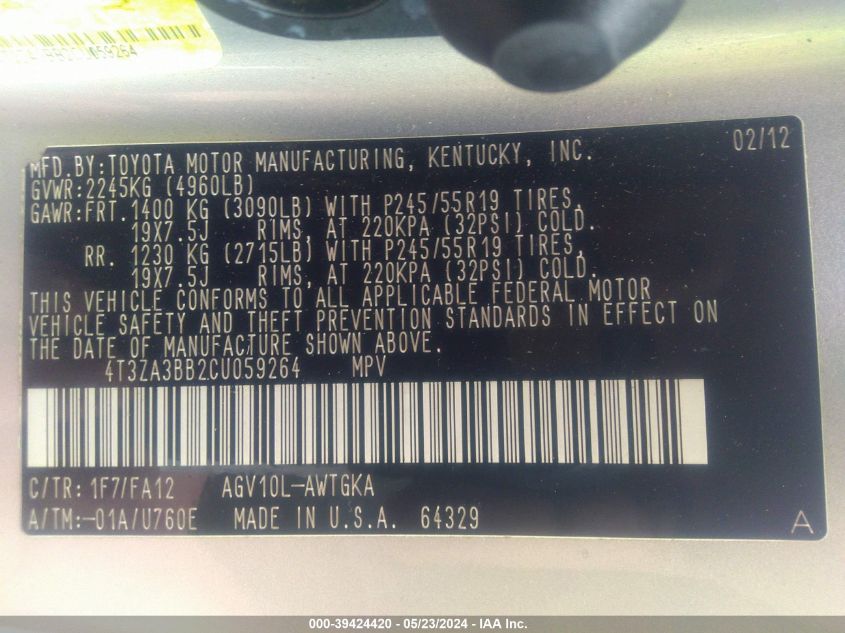 059264
02/12
MFD.BY:TOYOTA MOTOR MANUFACTURING, KENTUCKY, INC.
GVWR:2245KG (4960LB)
GAWR:FRT.1400 KG (3090LB) WITH P245/55R19 TIRES,
19X7.5J RIMS, AT 220KPA (32PSI) COLD.
RR. 1230 KG (2715LB) WITH P245/55R19 TIRES,
19X7.5J RIMS, AT 220KPA (32PSI) COLD.
THIS VEHICLE CONFORMS TO ALL APPLICABLE FEDERAL MOTOR
VEHICLE SAFETY AND THEFT PREVENTION STANDARDS IN EFFECT ON
THE DATE OF MANUFACTURE SHOWN ABOVE.
4T3ZA3BB2CU059264 MPV
C/TR:1F7/FA12 AGV10L-AWTGKA
A/TM:-01A/U760E MADE IN U.S.A. 64329
A
000-39424420 - 05/23/2024 - IAA Inc.